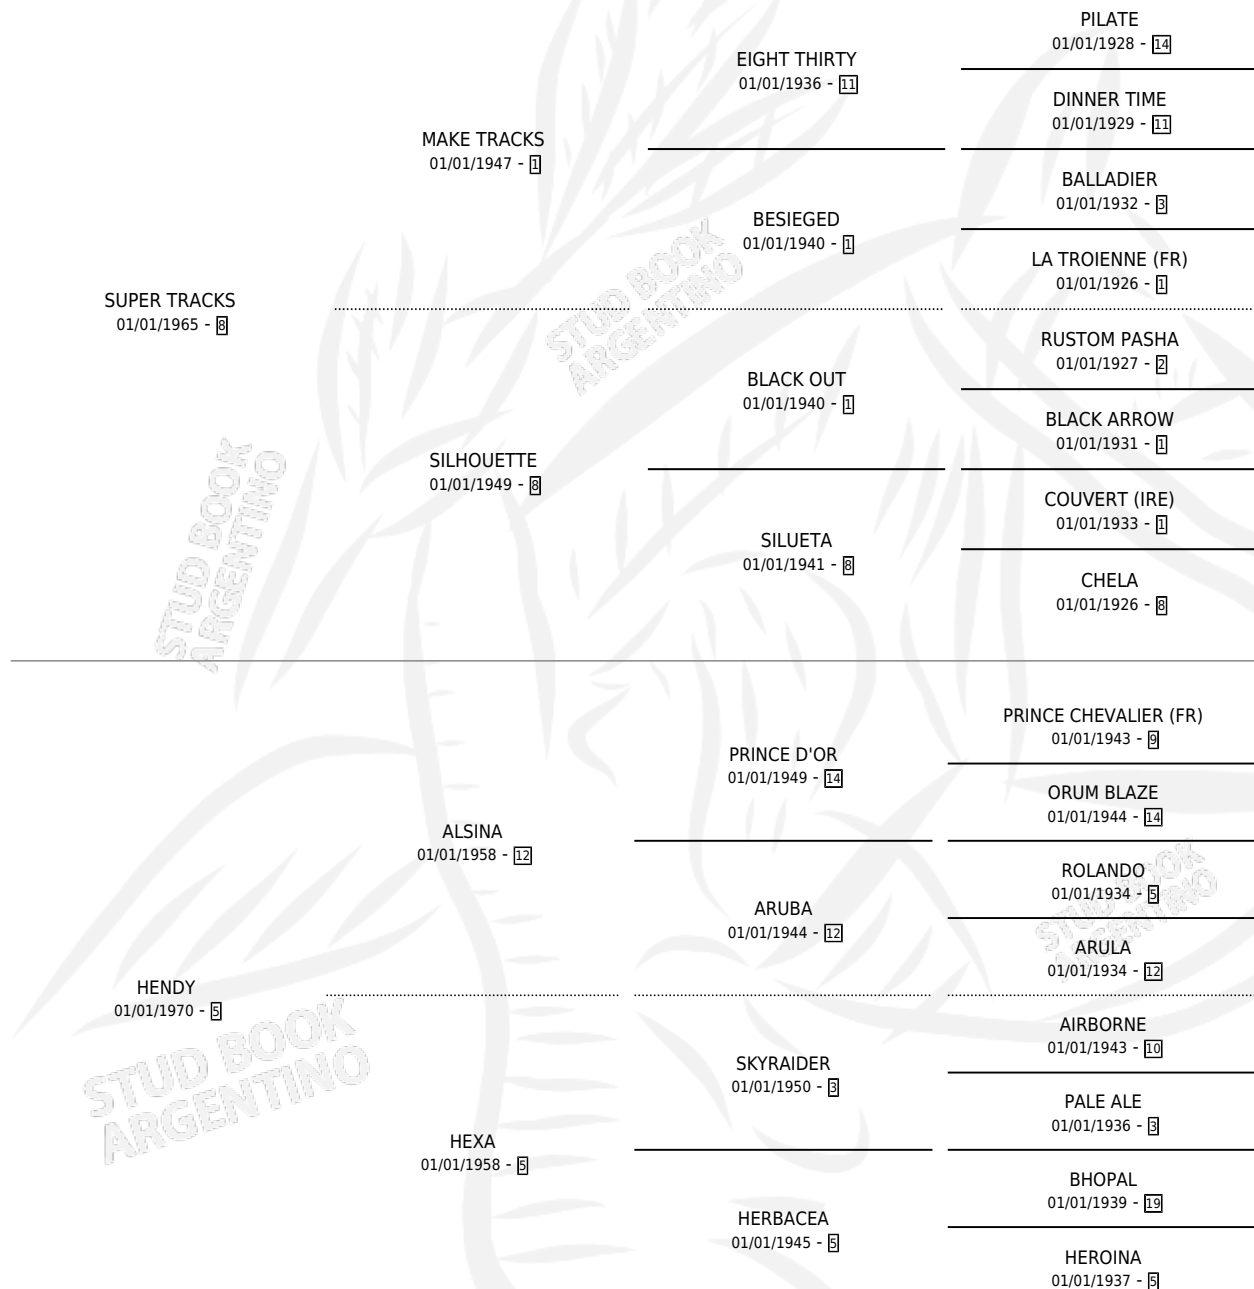 PILATE
01/01/1928 - 14
EIGHT THIRTY
01/01/1936 - 11
DINNER TIME
01/01/1929 - 11
MAKE TRACKS
01/01/1947 - 1
BALLADIER
01/01/1932 - 3
BESIEGED
01/01/1940 - 1
LA TROIENNE (FR)
01/01/1926 - 1
SUPER TRACKS
01/01/1965 - 8
RUSTOM PASHA
01/01/1927 - 2
BLACK OUT
01/01/1940 - 1
BLACK ARROW
01/01/1931 - 1
SILHOUETTE
01/01/1949 - 8
COUVERT (IRE)
01/01/1933 - 1
SILUETA
01/01/1941 - 8
CHELA
01/01/1926 - 8
PRINCE CHEVALIER (FR)
01/01/1943 - 9
PRINCE D'OR
01/01/1949 - 14
ORUM BLAZE
01/01/1944 - 14
ALSINA
01/01/1958 - 12
ROLANDO
01/01/1934 - 5
ARUBA
01/01/1944 - 12
ARULA
01/01/1934 - 12
HENDY
01/01/1970 - 5
AIRBORNE
01/01/1943 - 10
SKYRAIDER
01/01/1950 - 3
PALE ALE
01/01/1936 - 3
HEXA
01/01/1958 - 5
BHOPAL
01/01/1939 - 19
HERBACEA
01/01/1945 - 5
HEROINA
01/01/1937 - 5
STUD BOOK
ARGENTINO
STUD BOOK
ARGENTINO
STUD BOOK
ARGENTINO
STUD BOOK
ARGENTINO